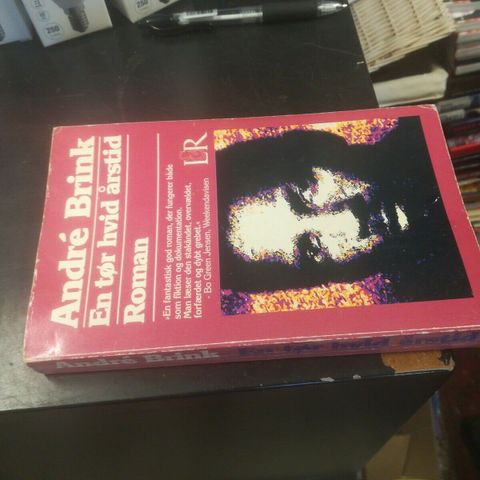 André Brink
En tør hvid årstid
Roman
»En fantastisk god roman, der fungerer både
som fiktion og dokumentation.
Man læser den stakåndet, overvældet,
forfærdet og dybt grebet.«
- Bo Green Jensen, Weekendavisen
LR
André Brink En tør hvid årstid
250
250